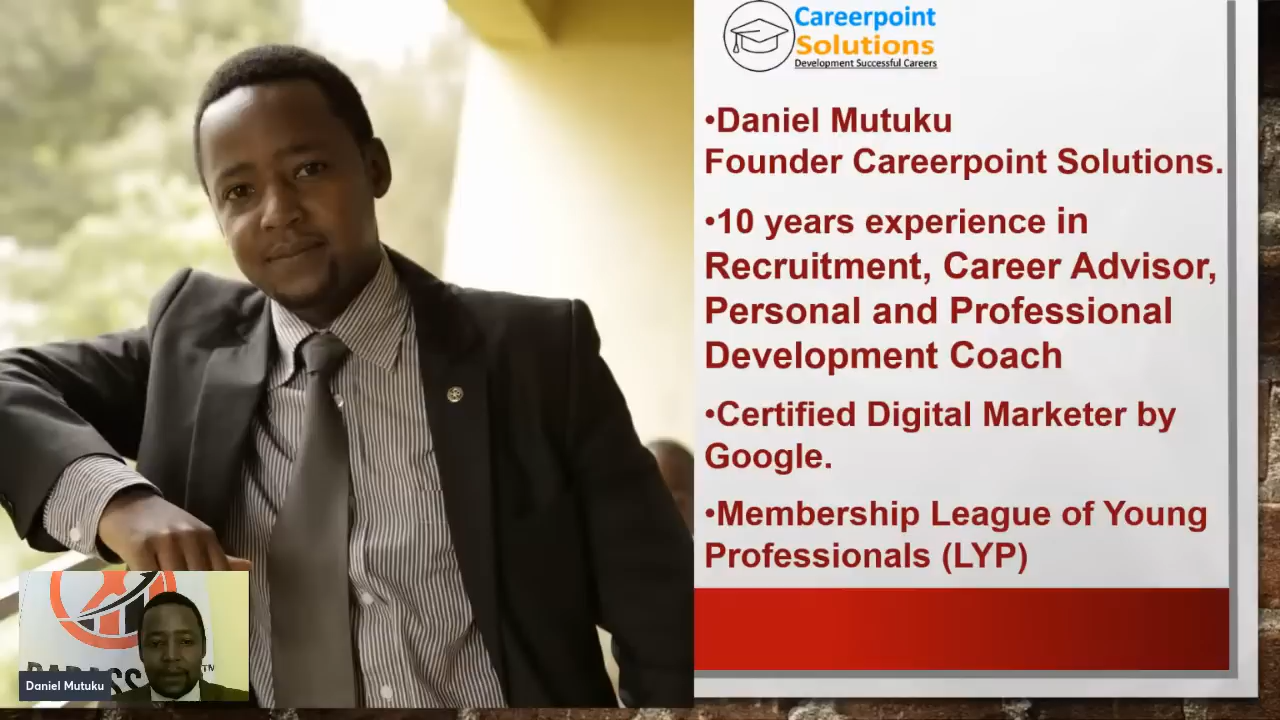 Careerpoint
Solutions
Development Successful Careers
•Daniel Mutuku
Founder Careerpoint Solutions.
•10 years experience in
Recruitment, Career Advisor,
Personal and Professional
Development Coach
•Certified Digital Marketer by
Google.
•Membership League of Young
Professionals (LYP)
TM
Daniel Mutuku